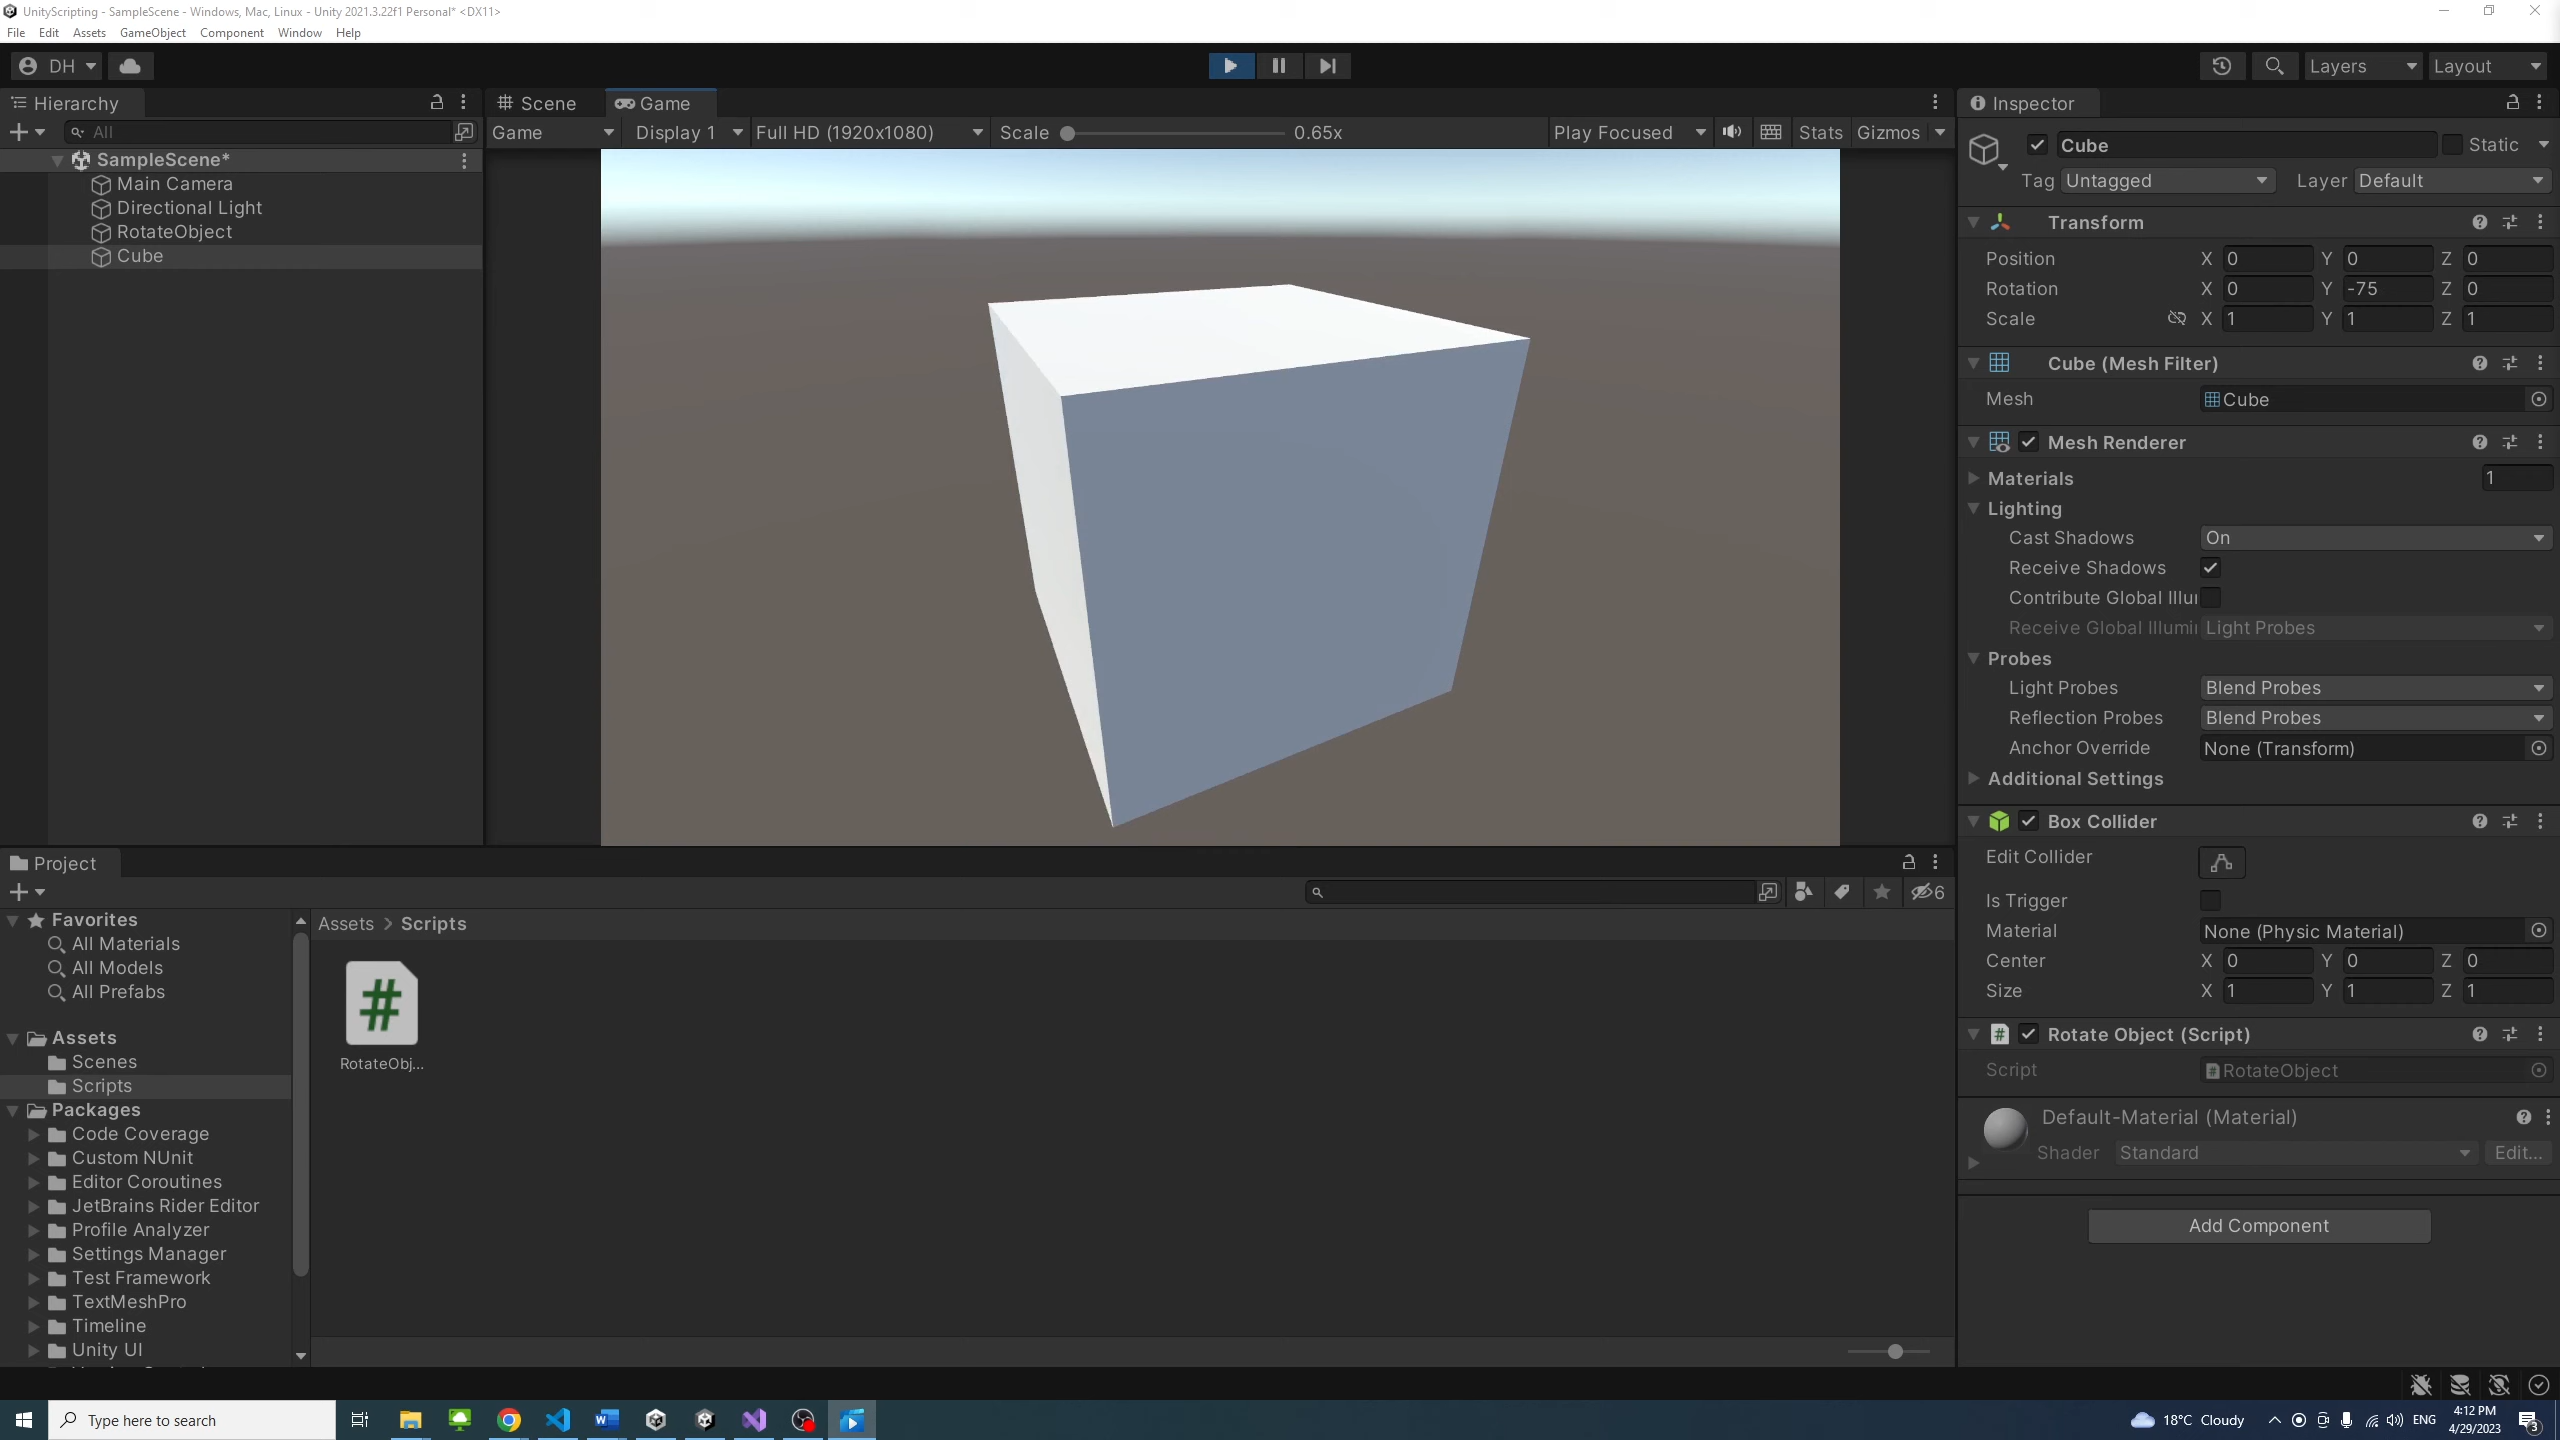 UnityScripting - SampleScene - Windows, Mac, Linux - Unity 2021.3.22f1 Personal* <DX11>
File Edit Assets GameObject Component Window Help
DH
Layers Layout
Hierarchy
All
SampleScene*
Main Camera
Directional Light
RotateObject
Cube
Scene Game
Game Display 1 Full HD (1920x1080) Scale 0.65x Play Focused Stats Gizmos
Inspector
Cube Static
Tag Untagged Layer Default
Transform
Position X 0 Y 0 Z 0
Rotation X 0 Y -75 Z 0
Scale X 1 Y 1 Z 1
Cube (Mesh Filter)
Mesh Cube
Mesh Renderer
Materials 1
Lighting
Cast Shadows On
Receive Shadows
Contribute Global Illu
Receive Global Illumi Light Probes
Probes
Light Probes Blend Probes
Reflection Probes Blend Probes
Anchor Override None (Transform)
Additional Settings
Box Collider
Edit Collider
Is Trigger
Material None (Physic Material)
Center X 0 Y 0 Z 0
Size X 1 Y 1 Z 1
Rotate Object (Script)
Script # RotateObject
Default-Material (Material)
Shader Standard Edit...
Add Component
Project
6
Favorites
All Materials
All Models
All Prefabs
Assets
Scenes
Scripts
Packages
Code Coverage
Custom NUnit
Editor Coroutines
JetBrains Rider Editor
Profile Analyzer
Settings Manager
Test Framework
TextMeshPro
Timeline
Unity UI
Assets > Scripts
#
RotateObj...
Type here to search
18°C Cloudy
ENG
4:12 PM
4/29/2023
3